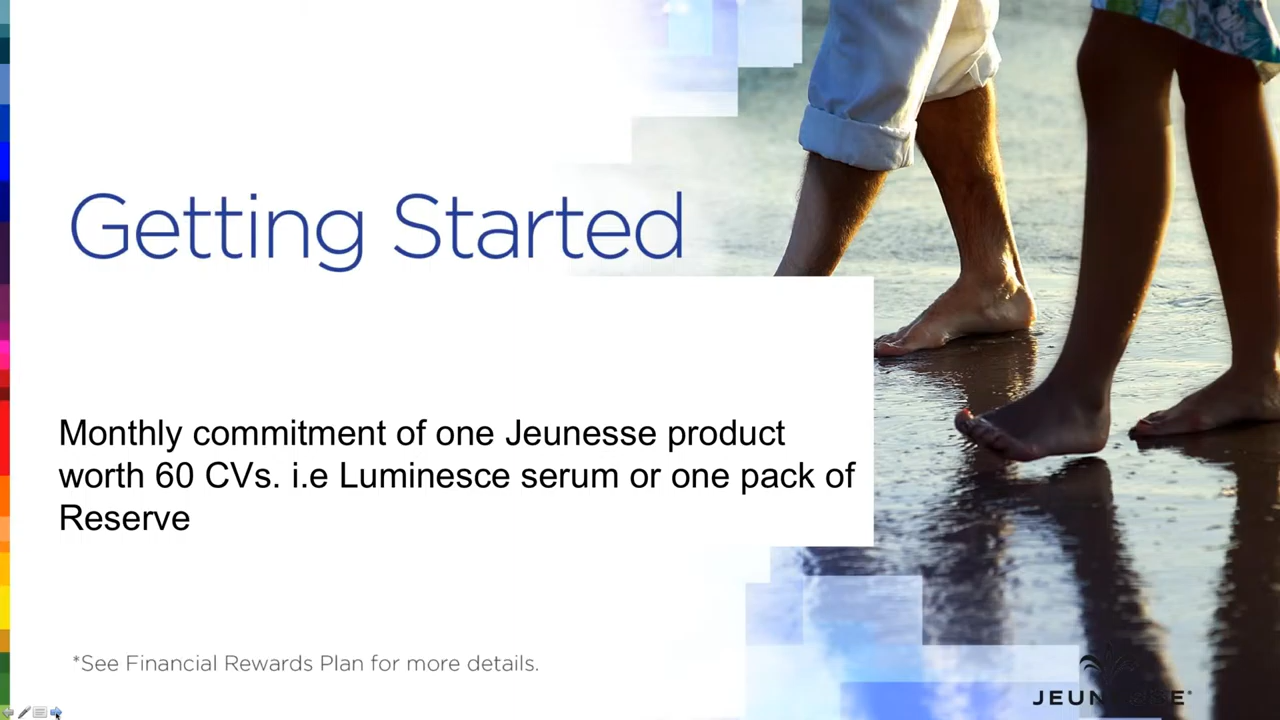 Getting Started
Monthly commitment of one Jeunesse product
worth 60 CVs. i.e Luminesce serum or one pack of
Reserve
*See Financial Rewards Plan for more details.
JEUNESSE®